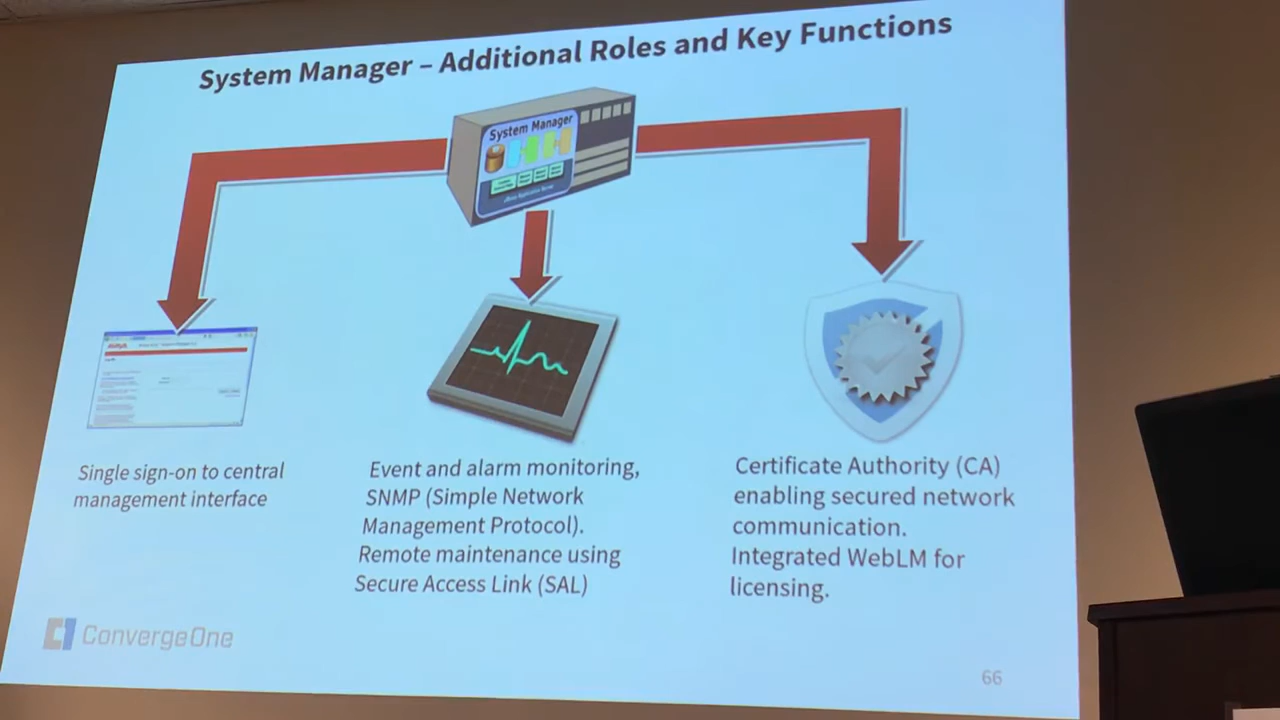 System Manager – Additional Roles and Key Functions
System Manager
AVAYA
Single sign-on to central
management interface
Event and alarm monitoring,
SNMP (Simple Network
Management Protocol).
Remote maintenance using
Secure Access Link (SAL)
Certificate Authority (CA)
enabling secured network
communication.
Integrated WebLM for
licensing.
ConvergeOne
66